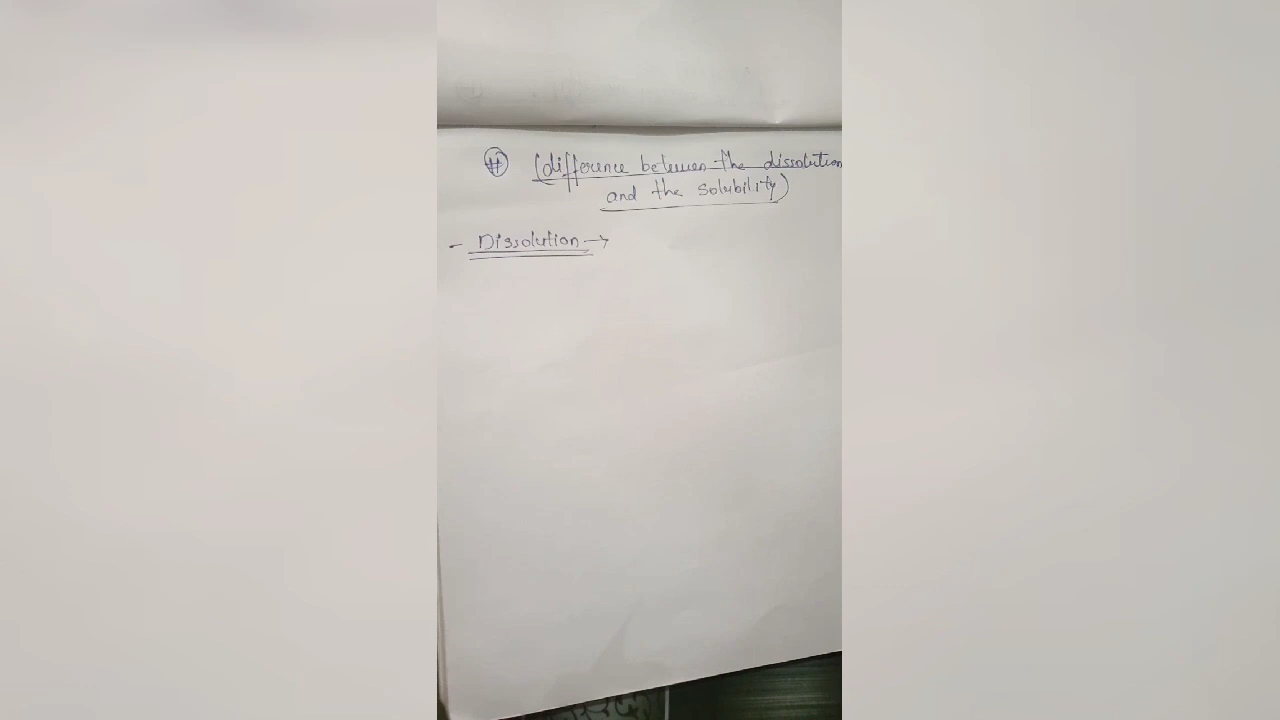 # (difference between the dissolution
and the solubility)
- Dissolution →